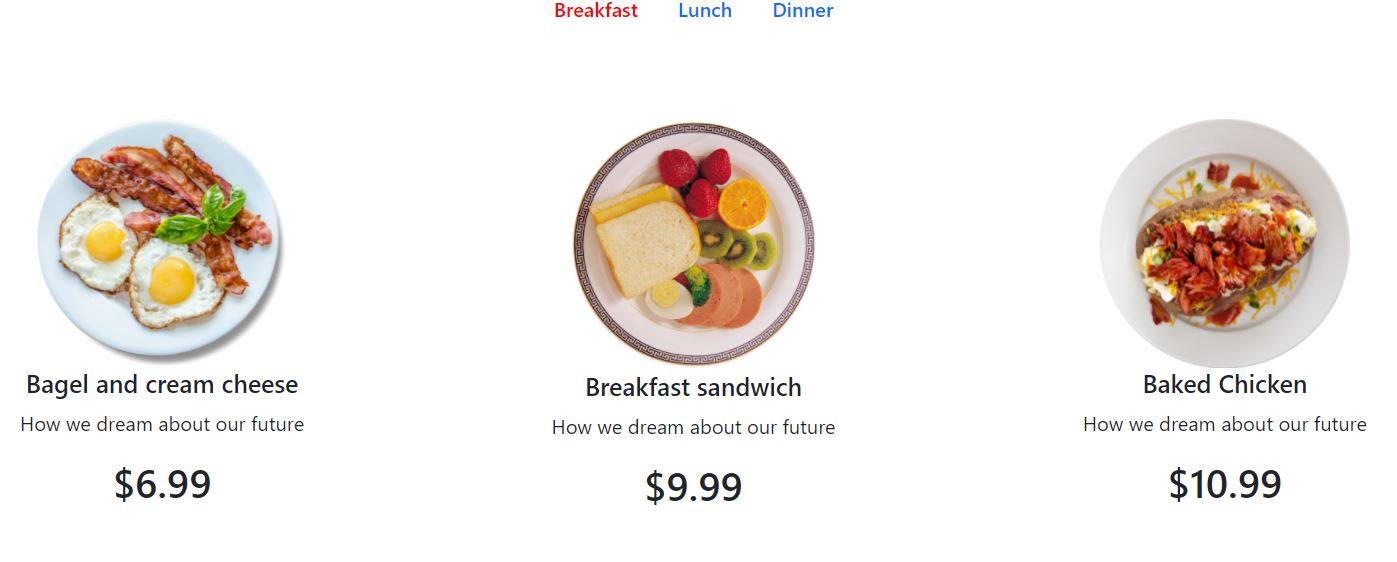 Breakfast Lunch Dinner
Bagel and cream cheese
How we dream about our future
$6.99
Breakfast sandwich
How we dream about our future
$9.99
Baked Chicken
How we dream about our future
$10.99